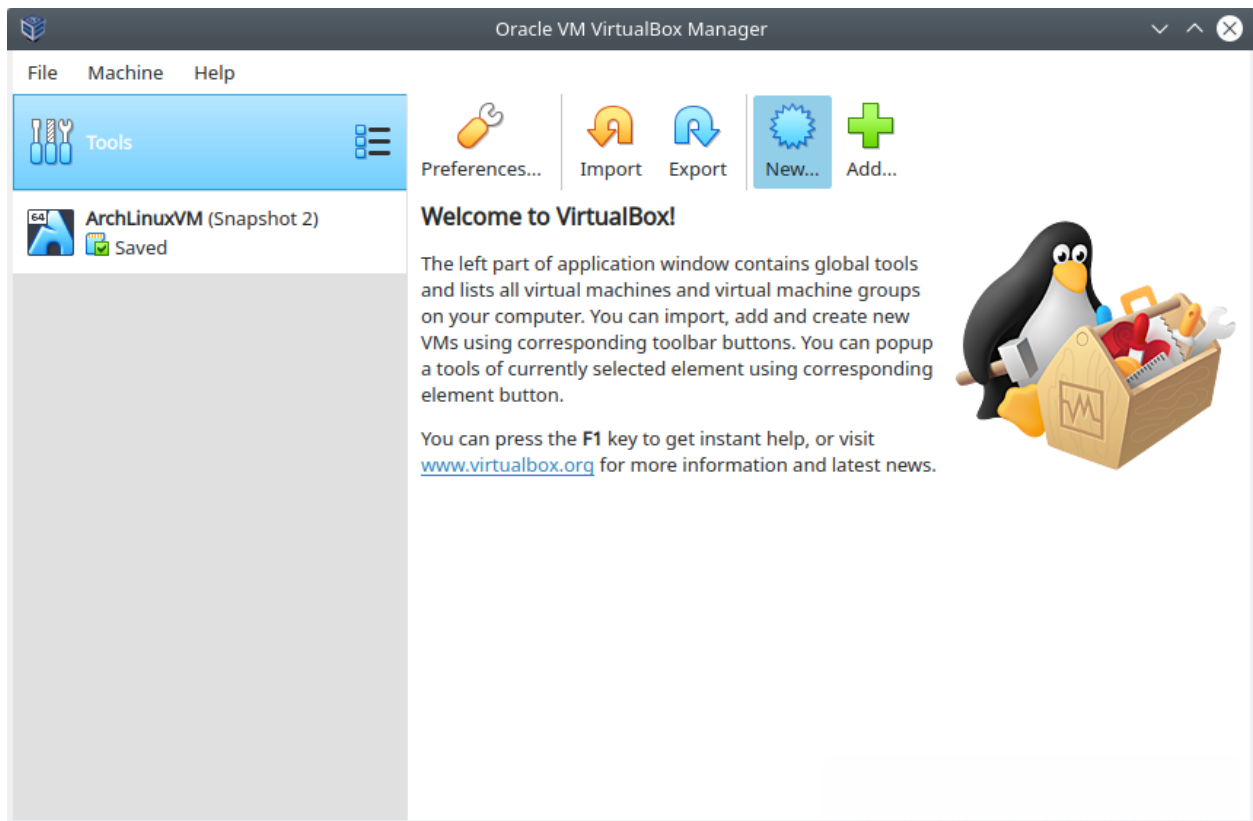 Oracle VM VirtualBox Manager
File Machine Help
Tools
Preferences... Import Export New... Add...
64 ArchLinuxVM (Snapshot 2)
Saved
Welcome to VirtualBox!
The left part of application window contains global tools
and lists all virtual machines and virtual machine groups
on your computer. You can import, add and create new
VMs using corresponding toolbar buttons. You can popup
a tools of currently selected element using corresponding
element button.
You can press the F1 key to get instant help, or visit
www.virtualbox.org for more information and latest news.